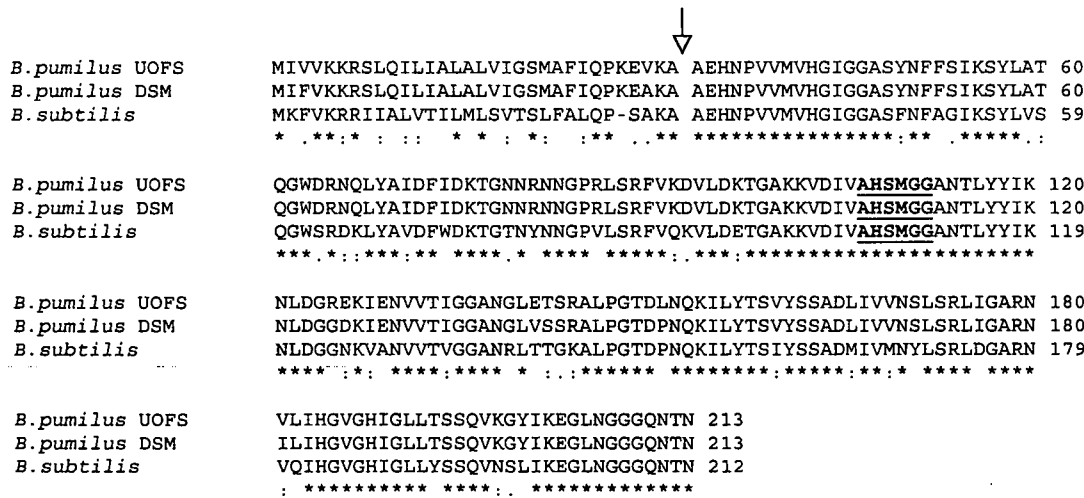 B.pumilus UOFS MIVVKKRSLQILIALALVIGSMAFIQPKEVKA AEHNPVVMVHGIGGASYNFFSIKSYLAT 60
B.pumilus DSM MIFVKKRSLQILIALALVIGSMAFIQPKEAKA AEHNPVVMVHGIGGASYNFFSIKSYLAT 60
B.subtilis MKFVKRRIIALVTILMLSVTSLFALQP-SAKA AEHNPVVMVHGIGGASFNFAGIKSYLVS 59
* .**:* : :: * * : *: :** ..** ***************:** .*****.:
B.pumilus UOFS QGWDRNQLYAIDFIDKTGNNRNNGPRLSRFVKDVLDKTGAKKVDIVAHSMGGANTLYYIK 120
B.pumilus DSM QGWDRNQLYAIDFIDKTGNNRNNGPRLSRFVKDVLDKTGAKKVDIVAHSMGGANTLYYIK 120
B.subtilis QGWSRDKLYAVDFWDKTGTNYNNGPVLSRFVQKVLDETGAKKVDIVAHSMGGANTLYYIK 119
***.*::***:** ****.* **** *****:.***:***********************
B.pumilus UOFS NLDGREKIENVVTIGGANGLETSRALPGTDLNQKILYTSVYSSADLIVVNSLSRLIGARN 180
B.pumilus DSM NLDGGDKIENVVTIGGANGLVSSRALPGTDPNQKILYTSVYSSADLIVVNSLSRLIGARN 180
B.subtilis NLDGGNKVANVVTVGGANRLTTGKALPGTDPNQKILYTSIYSSADMIVMNYLSRLDGARN 179
**** :*: ****:**** * :.:****** ********:*****:**:* **** ****
B.pumilus UOFS VLIHGVGHIGLLTSSQVKGYIKEGLNGGGQNTN 213
B.pumilus DSM ILIHGVGHIGLLTSSQVKGYIKEGLNGGGQNTN 213
B.subtilis VQIHGVGHIGLLYSSQVNSLIKEGLNGGGQNTN 212
: ********** ****:. *************